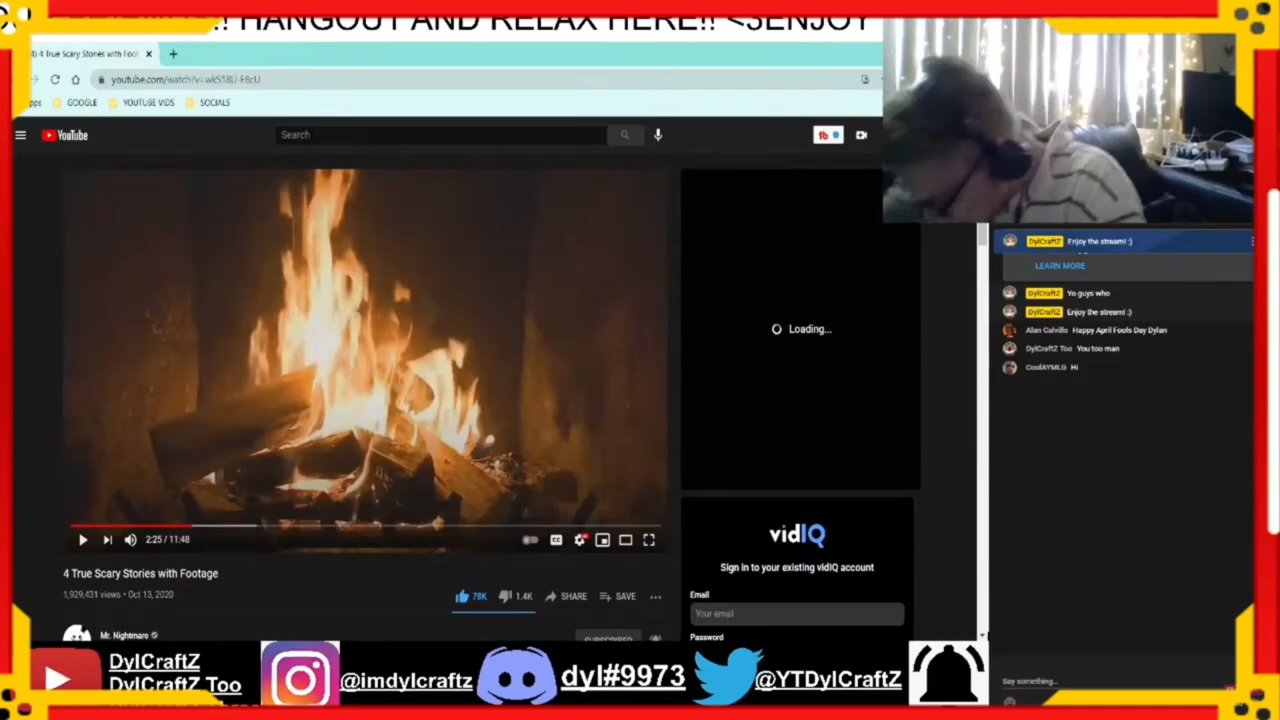 !! HANGOUT AND RELAX HERE!! <3ENJOY
4 True Scary Stories with Foot
youtube.com/watch?v=
GOOGLE YOUTUBE VIDS SOCIALS
YouTube
Search
Loading...
DylCraftZ Enjoy the stream! :)
LEARN MORE
DylCraftZ Yo guys who
DylCraftZ Enjoy the stream! :)
Alan Calvillo Happy April Fools Day Dylan
DylCraftZ Too You too man
CoolAYMLG Hi
2:25 / 11:48
CC
4 True Scary Stories with Footage
1,929,431 views • Oct 13, 2020
78K 1.4K SHARE SAVE
Mr. Nightmare
SUBSCRIBED
vidIQ
Sign in to your existing vidIQ account
Email
Your email
Password
Say something...
DylCraftZ
DylCraftZ Too
@imdylcraftz
dyl#9973
@YTDylCraftZ